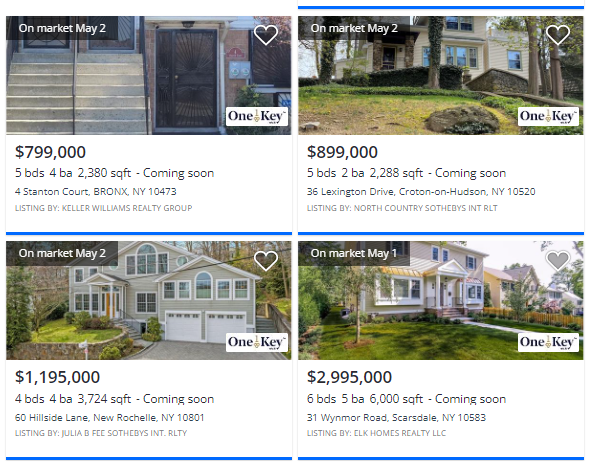 On market May 2
OneKey
$799,000
5 bds 4 ba 2,380 sqft - Coming soon
4 Stanton Court, BRONX, NY 10473
LISTING BY: KELLER WILLIAMS REALTY GROUP
On market May 2
OneKey
$899,000
5 bds 2 ba 2,288 sqft - Coming soon
36 Lexington Drive, Croton-on-Hudson, NY 10520
LISTING BY: NORTH COUNTRY SOTHEBYS INT RLT
On market May 2
OneKey
$1,195,000
4 bds 4 ba 3,724 sqft - Coming soon
60 Hillside Lane, New Rochelle, NY 10801
LISTING BY: JULIA B FEE SOTHEBYS INT. RLTY
On market May 1
OneKey
$2,995,000
6 bds 5 ba 6,000 sqft - Coming soon
31 Wynmor Road, Scarsdale, NY 10583
LISTING BY: ELK HOMES REALTY LLC